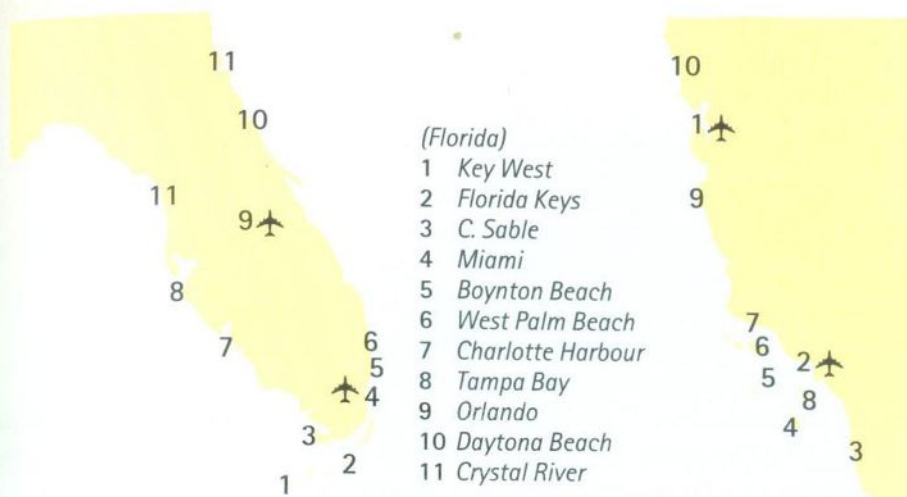 11
10
11
9
8
7
6
5
4
3
2
1
(Florida)
1 Key West
2 Florida Keys
3 C. Sable
4 Miami
5 Boynton Beach
6 West Palm Beach
7 Charlotte Harbour
8 Tampa Bay
9 Orlando
10 Daytona Beach
11 Crystal River
10
1
9
7
6
2
5
8
4
3